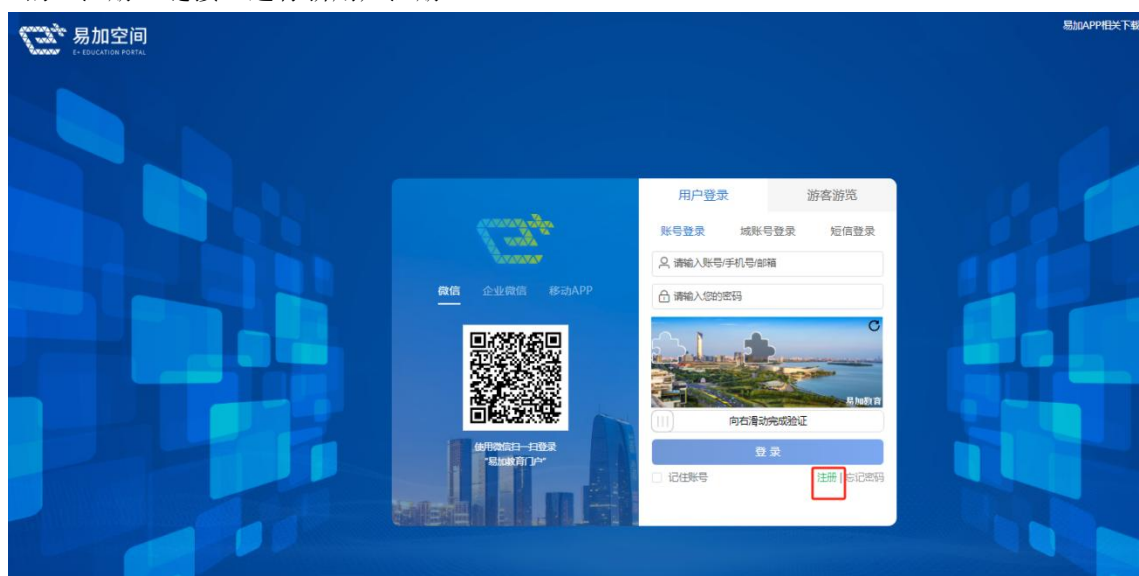 易加空间
E+ EDUCATION PORTAL
易加APP相关下载
用户登录
游客游览
账号登录
域账号登录
短信登录
请输入账号/手机号/邮箱
请输入您的密码
微信
企业微信
移动APP
易加教育
向右滑动完成验证
使用微信扫一扫登录
"易加教育门户"
登 录
记住账号
注册 | 忘记密码